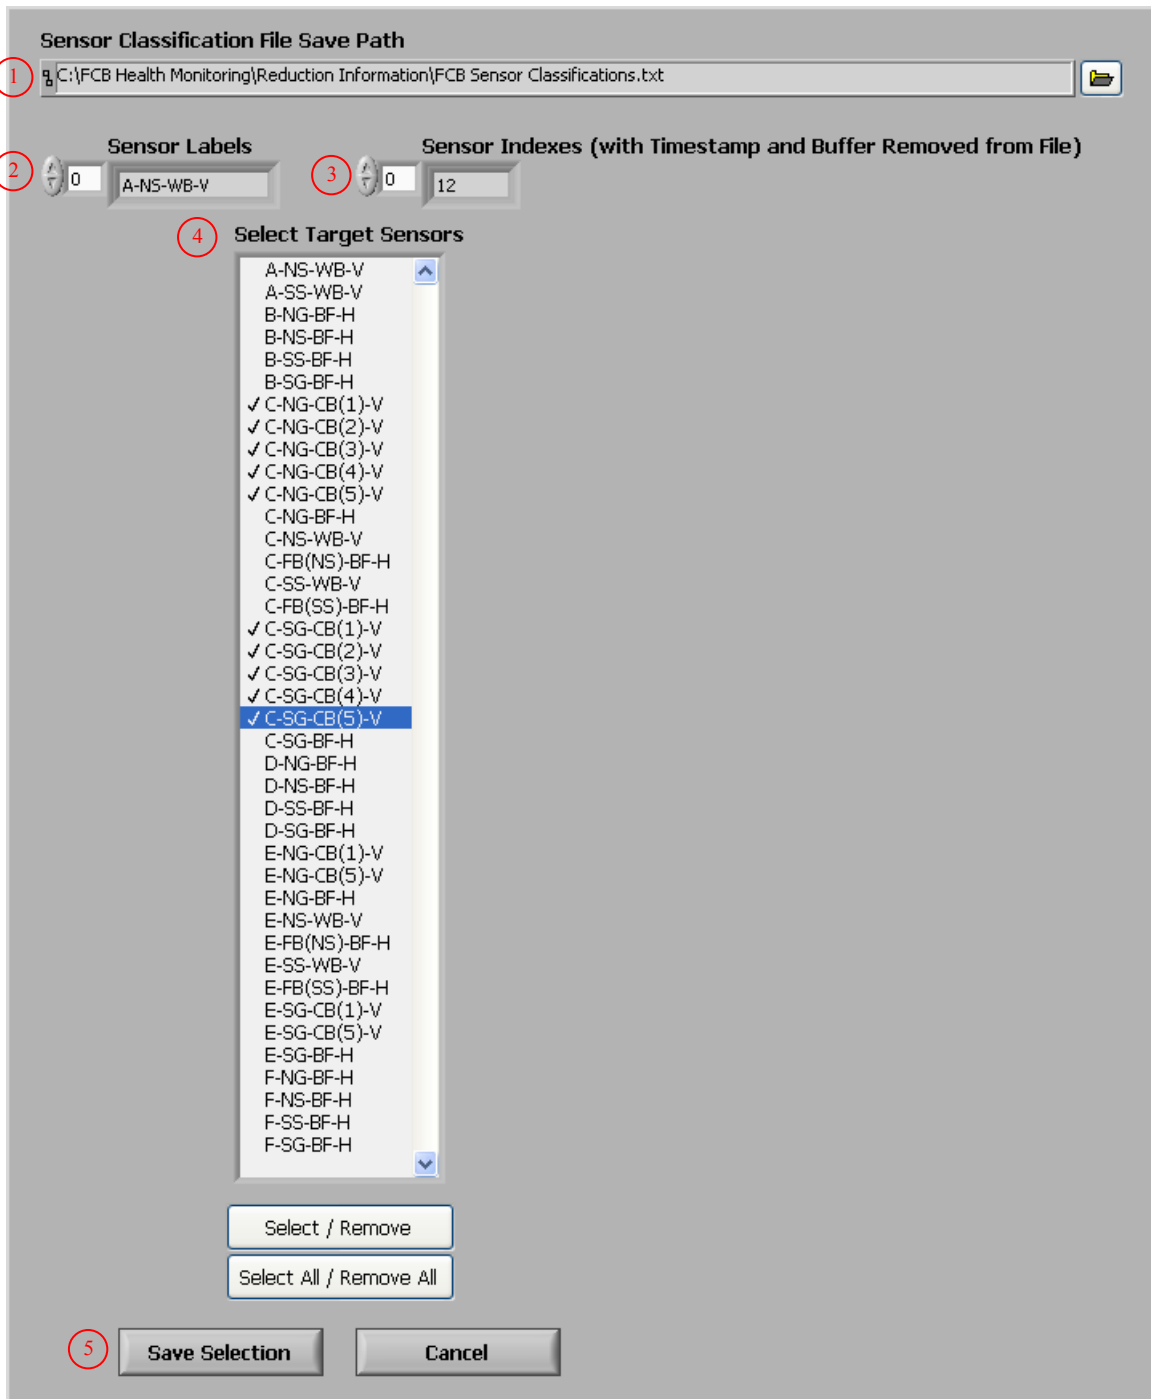 Sensor Classification File Save Path
1 C:\FCB Health Monitoring\Reduction Information\FCB Sensor Classifications.txt
Sensor Labels Sensor Indexes (with Timestamp and Buffer Removed from File)
2 0 A-NS-WB-V 3 0 12
4 Select Target Sensors
A-NS-WB-V
A-SS-WB-V
B-NG-BF-H
B-NS-BF-H
B-SS-BF-H
B-SG-BF-H
✓ C-NG-CB(1)-V
✓ C-NG-CB(2)-V
✓ C-NG-CB(3)-V
✓ C-NG-CB(4)-V
✓ C-NG-CB(5)-V
C-NG-BF-H
C-NS-WB-V
C-FB(NS)-BF-H
C-SS-WB-V
C-FB(SS)-BF-H
✓ C-SG-CB(1)-V
✓ C-SG-CB(2)-V
✓ C-SG-CB(3)-V
✓ C-SG-CB(4)-V
✓ C-SG-CB(5)-V
C-SG-BF-H
D-NG-BF-H
D-NS-BF-H
D-SS-BF-H
D-SG-BF-H
E-NG-CB(1)-V
E-NG-CB(5)-V
E-NG-BF-H
E-NS-WB-V
E-FB(NS)-BF-H
E-SS-WB-V
E-FB(SS)-BF-H
E-SG-CB(1)-V
E-SG-CB(5)-V
E-SG-BF-H
F-NG-BF-H
F-NS-BF-H
F-SS-BF-H
F-SG-BF-H
Select / Remove
Select All / Remove All
5 Save Selection Cancel